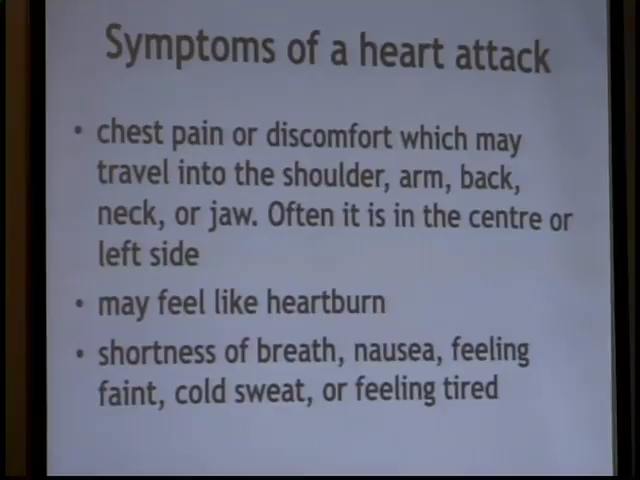 Symptoms of a heart attack
• chest pain or discomfort which may
travel into the shoulder, arm, back,
neck, or jaw. Often it is in the centre or
left side
• may feel like heartburn
• shortness of breath, nausea, feeling
faint, cold sweat, or feeling tired